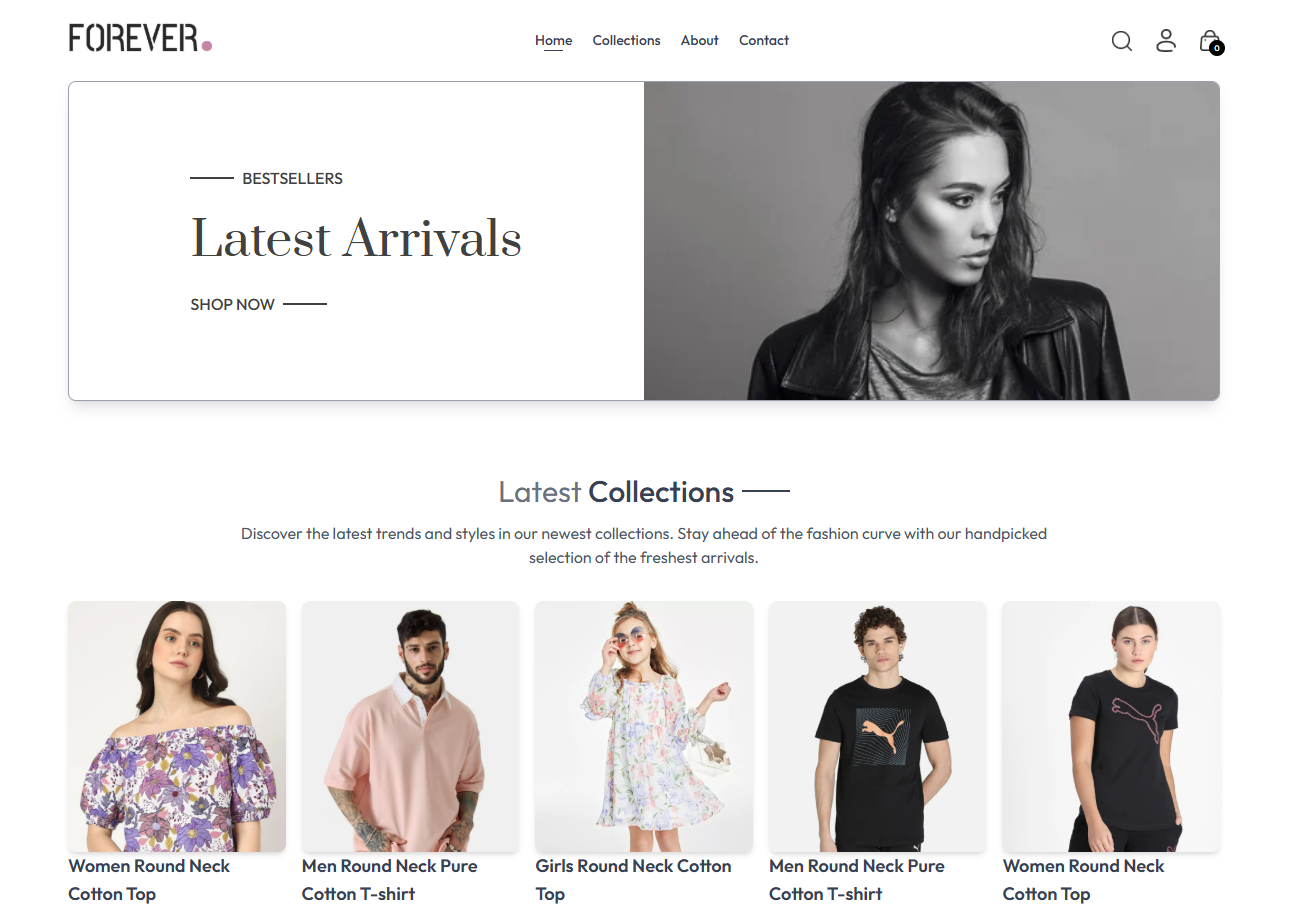 FOREVER.
Home Collections About Contact
0
BESTSELLERS
Latest Arrivals
SHOP NOW
Latest Collections
Discover the latest trends and styles in our newest collections. Stay ahead of the fashion curve with our handpicked
selection of the freshest arrivals.
Women Round Neck
Cotton Top
Men Round Neck Pure
Cotton T-shirt
Girls Round Neck Cotton
Top
Men Round Neck Pure
Cotton T-shirt
Women Round Neck
Cotton Top